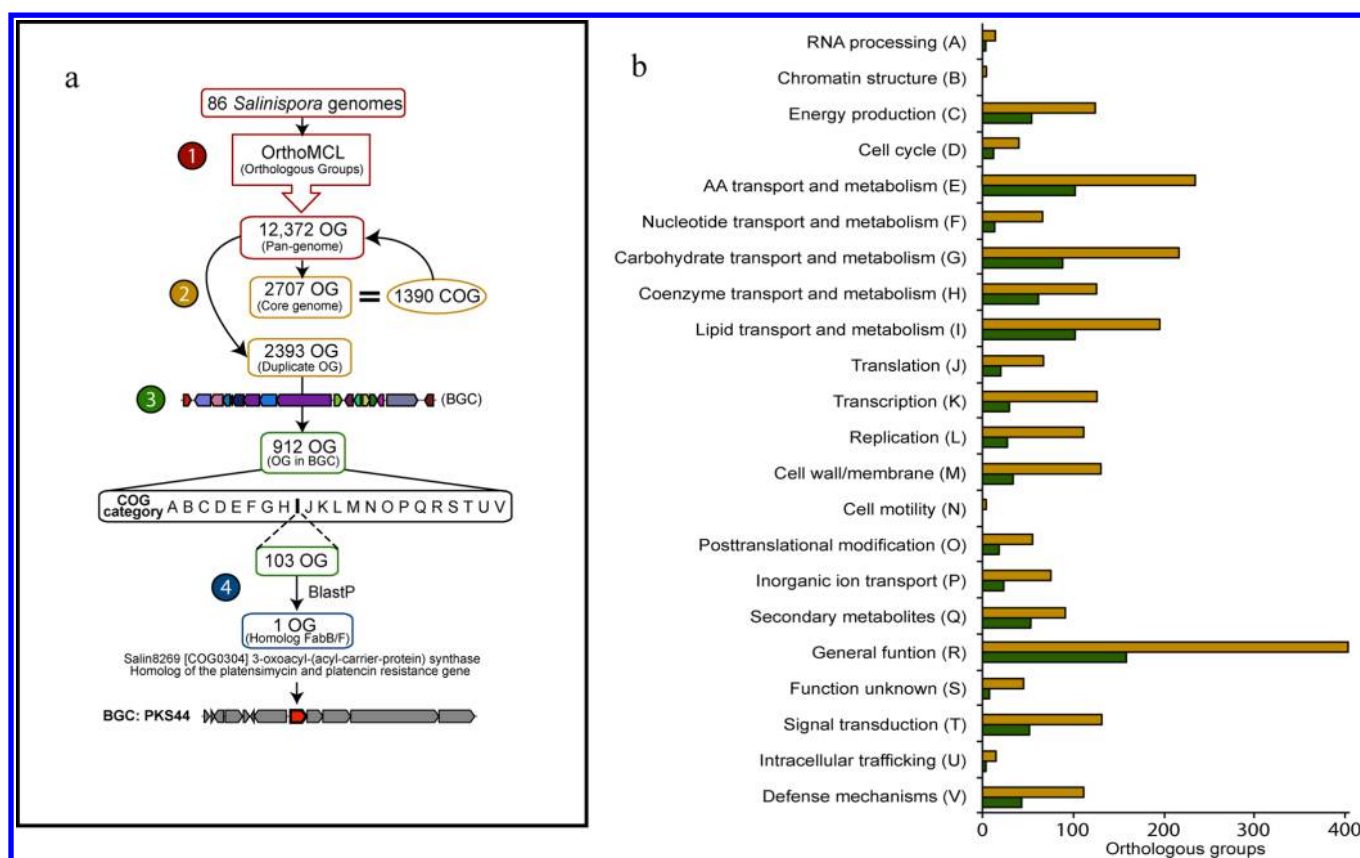 a
86 Salinispora genomes
1
OrthoMCL
(Orthologous Groups)
12,372 OG
(Pan-genome)
2
2707 OG
(Core genome)
=
1390 COG
2393 OG
(Duplicate OG)
3
(BGC)
912 OG
(OG in BGC)
COG
category
A B C D E F G H I J K L M N O P Q R S T U V
103 OG
4
BlastP
1 OG
(Homolog FabB/F)
Salin8269 [COG0304] 3-oxoacyl-(acyl-carrier-protein) synthase
Homolog of the platensimycin and platencin resistance gene
BGC: PKS44
b
RNA processing (A)
Chromatin structure (B)
Energy production (C)
Cell cycle (D)
AA transport and metabolism (E)
Nucleotide transport and metabolism (F)
Carbohydrate transport and metabolism (G)
Coenzyme transport and metabolism (H)
Lipid transport and metabolism (I)
Translation (J)
Transcription (K)
Replication (L)
Cell wall/membrane (M)
Cell motility (N)
Posttranslational modification (O)
Inorganic ion transport (P)
Secondary metabolites (Q)
General funtion (R)
Function unknown (S)
Signal transduction (T)
Intracellular trafficking (U)
Defense mechanisms (V)
0 100 200 300 400
Orthologous groups